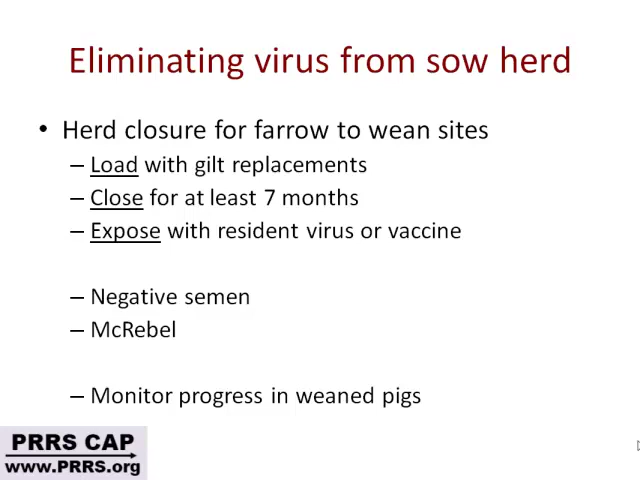 Eliminating virus from sow herd
• Herd closure for farrow to wean sites
– Load with gilt replacements
– Close for at least 7 months
– Expose with resident virus or vaccine
– Negative semen
– McRebel
– Monitor progress in weaned pigs
PRRS CAP
www.PRRS.org